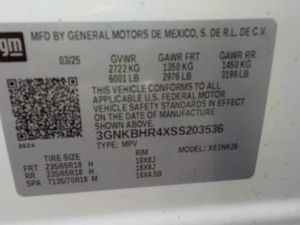 gm
MFD BY GENERAL MOTORS DE MEXICO, S. DE R.L. DE C.V.
03/25 GVWR GAWR FRT GAWR RR
2722 KG 1350 KG 1450 KG
6001 LB 2976 LB 3196 LB
THIS VEHICLE CONFORMS TO ALL
APPLICABLE U.S. FEDERAL MOTOR
VEHICLE SAFETY
STANDARDS IN EFFECT ON THE DATE OF
MANUFACTURE SHOWN ABOVE.
3GNKBHR4XSS203536
8624 TYPE: MPV MODEL: X61NK26
TIRE SIZE RIM
FRT 235/65R18 H 18X8J
RR 235/65R18 H 18X8J
SPA T135/70R18 M 18X4.5B